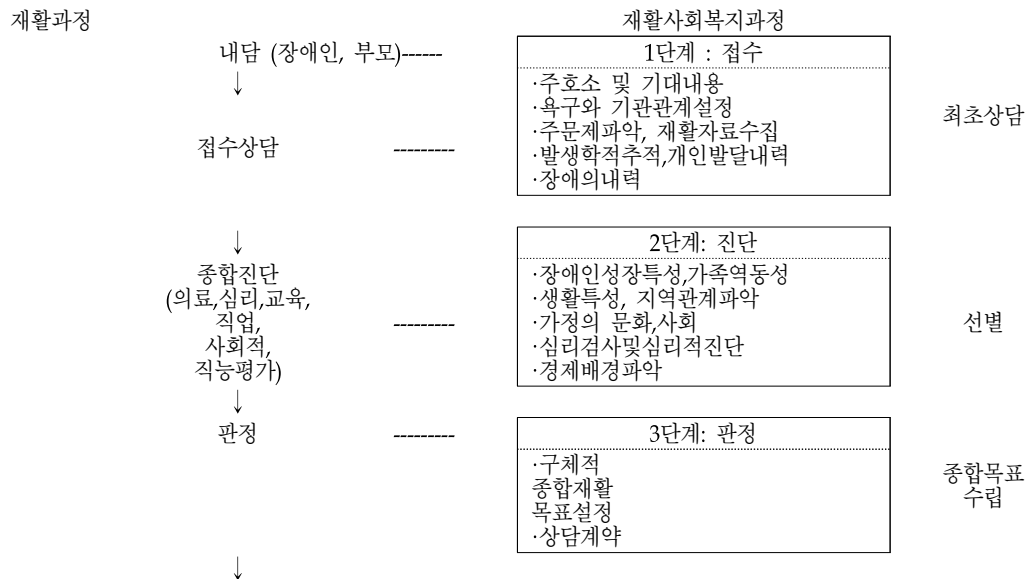 재활과정 재활사회복지과정
내담 (장애인, 부모)------ 1단계 : 접수
↓
·주호소 및 기대내용
·욕구와 기관관계설정
·주문제파악, 재활자료수집
·발생학적추적,개인발달내력
·장애의내력
최초상담
접수상담 ---------
↓
2단계: 진단
종합진단
(의료,심리,교육,
직업,
사회적,
직능평가)
---------
·장애인성장특성,가족역동성
·생활특성, 지역관계파악
·가정의 문화,사회
·심리검사및심리적진단
·경제배경파악
선별
↓
판정 --------- 3단계: 판정
·구체적
종합재활
목표설정
·상담계약
종합목표
수립
↓